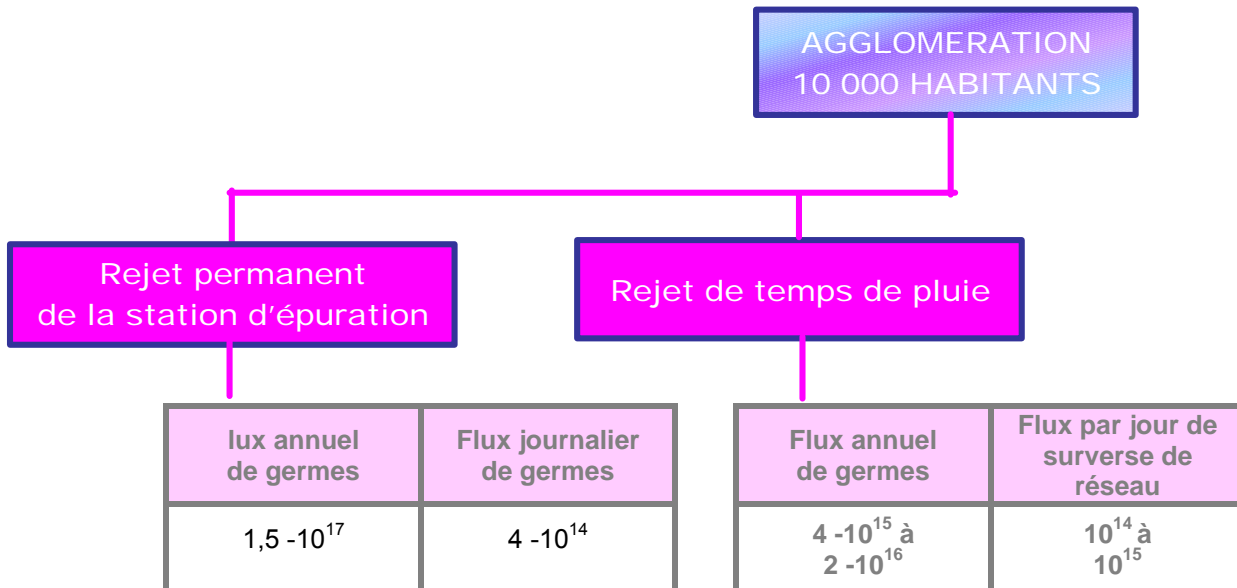 AGGLOMERATION
10 000 HABITANTS
Rejet permanent
de la station d'épuration
Rejet de temps de pluie
lux annuel
de germes
Flux journalier
de germes
1,5 -10^17
4 -10^14
Flux annuel
de germes
Flux par jour de
surverse de
réseau
4 -10^15 à
2 -10^16
10^14 à
10^15